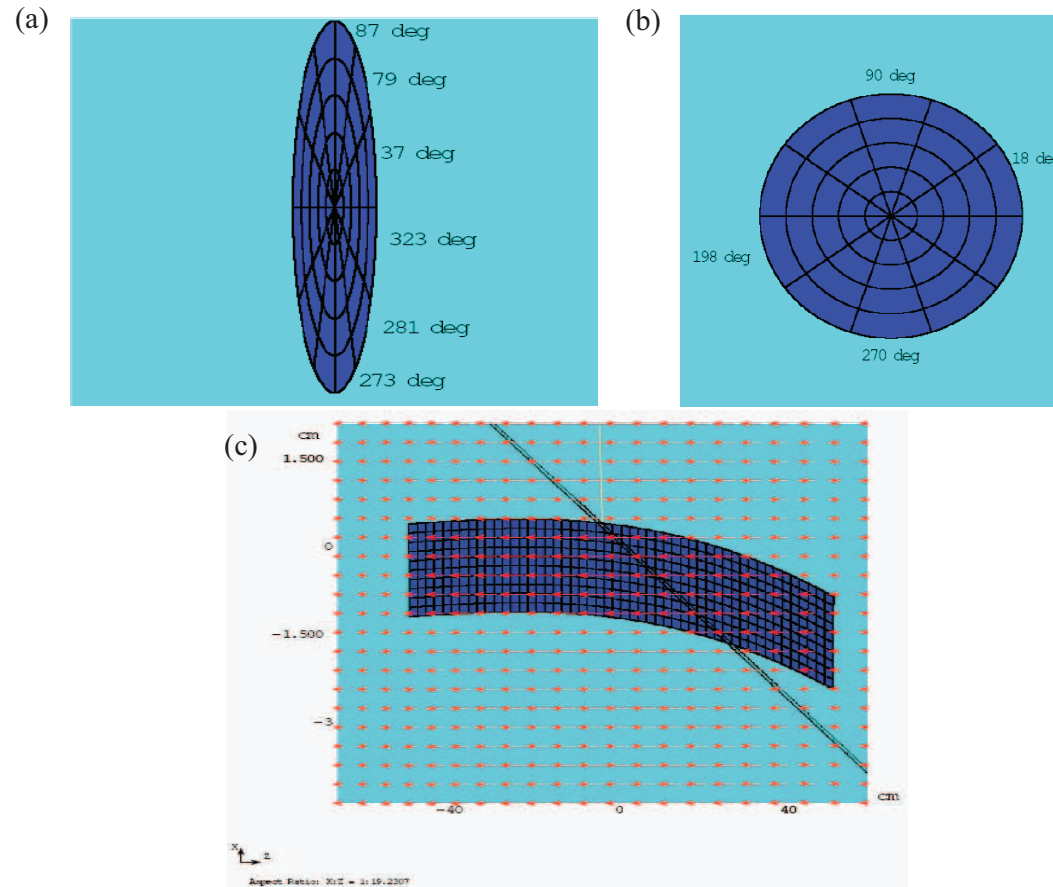 (a)
87 deg
79 deg
37 deg
323 deg
281 deg
273 deg
(b)
90 deg
18 de
198 deg
270 deg
(c)
cm
1.500
0
-1.500
-3
-40
0
40
cm
X
Z
Aspect Ratio: X:Z = 1:19.2307